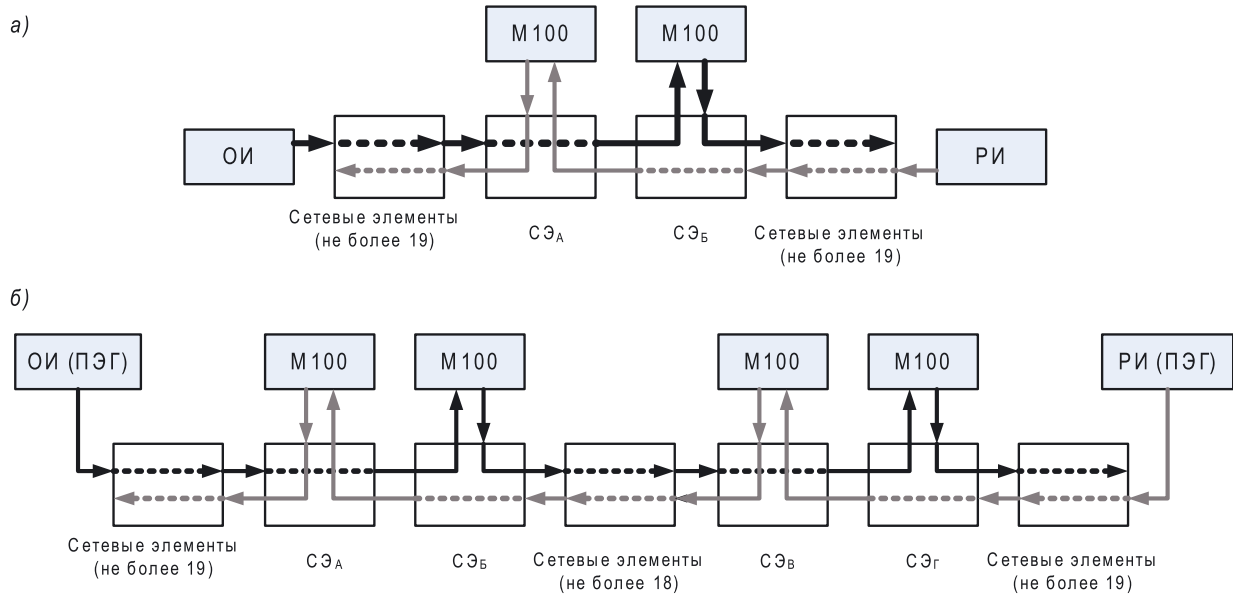 а)
М100
М100
ОИ
РИ
Сетевые элементы
(не более 19)
СЭА
СЭБ
Сетевые элементы
(не более 19)
б)
ОИ (ПЭГ)
М100
М100
М100
М100
РИ (ПЭГ)
Сетевые элементы
(не более 19)
СЭА
СЭБ
Сетевые элементы
(не более 18)
СЭВ
СЭГ
Сетевые элементы
(не более 19)